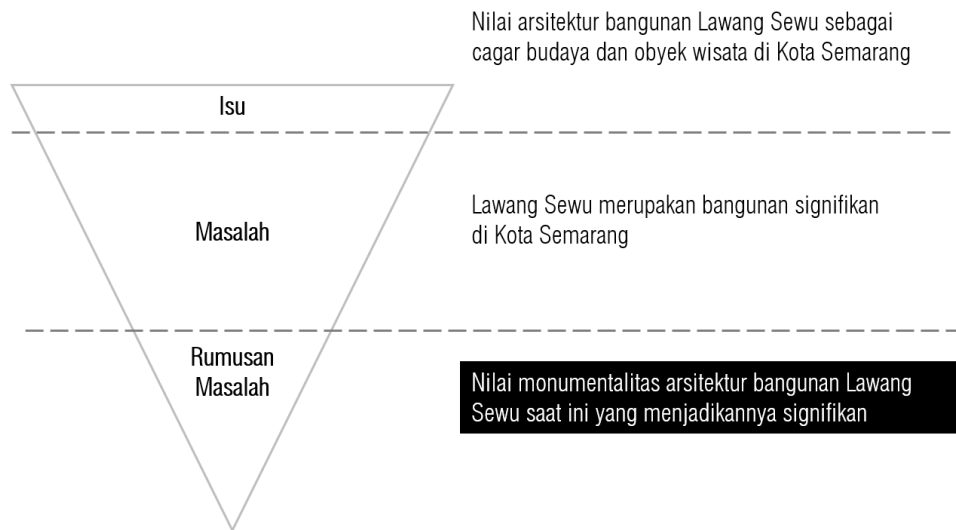 Nilai arsitektur bangunan Lawang Sewu sebagai
cagar budaya dan obyek wisata di Kota Semarang
Isu
Masalah
Lawang Sewu merupakan bangunan signifikan
di Kota Semarang
Rumusan
Masalah
Nilai monumentalitas arsitektur bangunan Lawang
Sewu saat ini yang menjadikannya signifikan